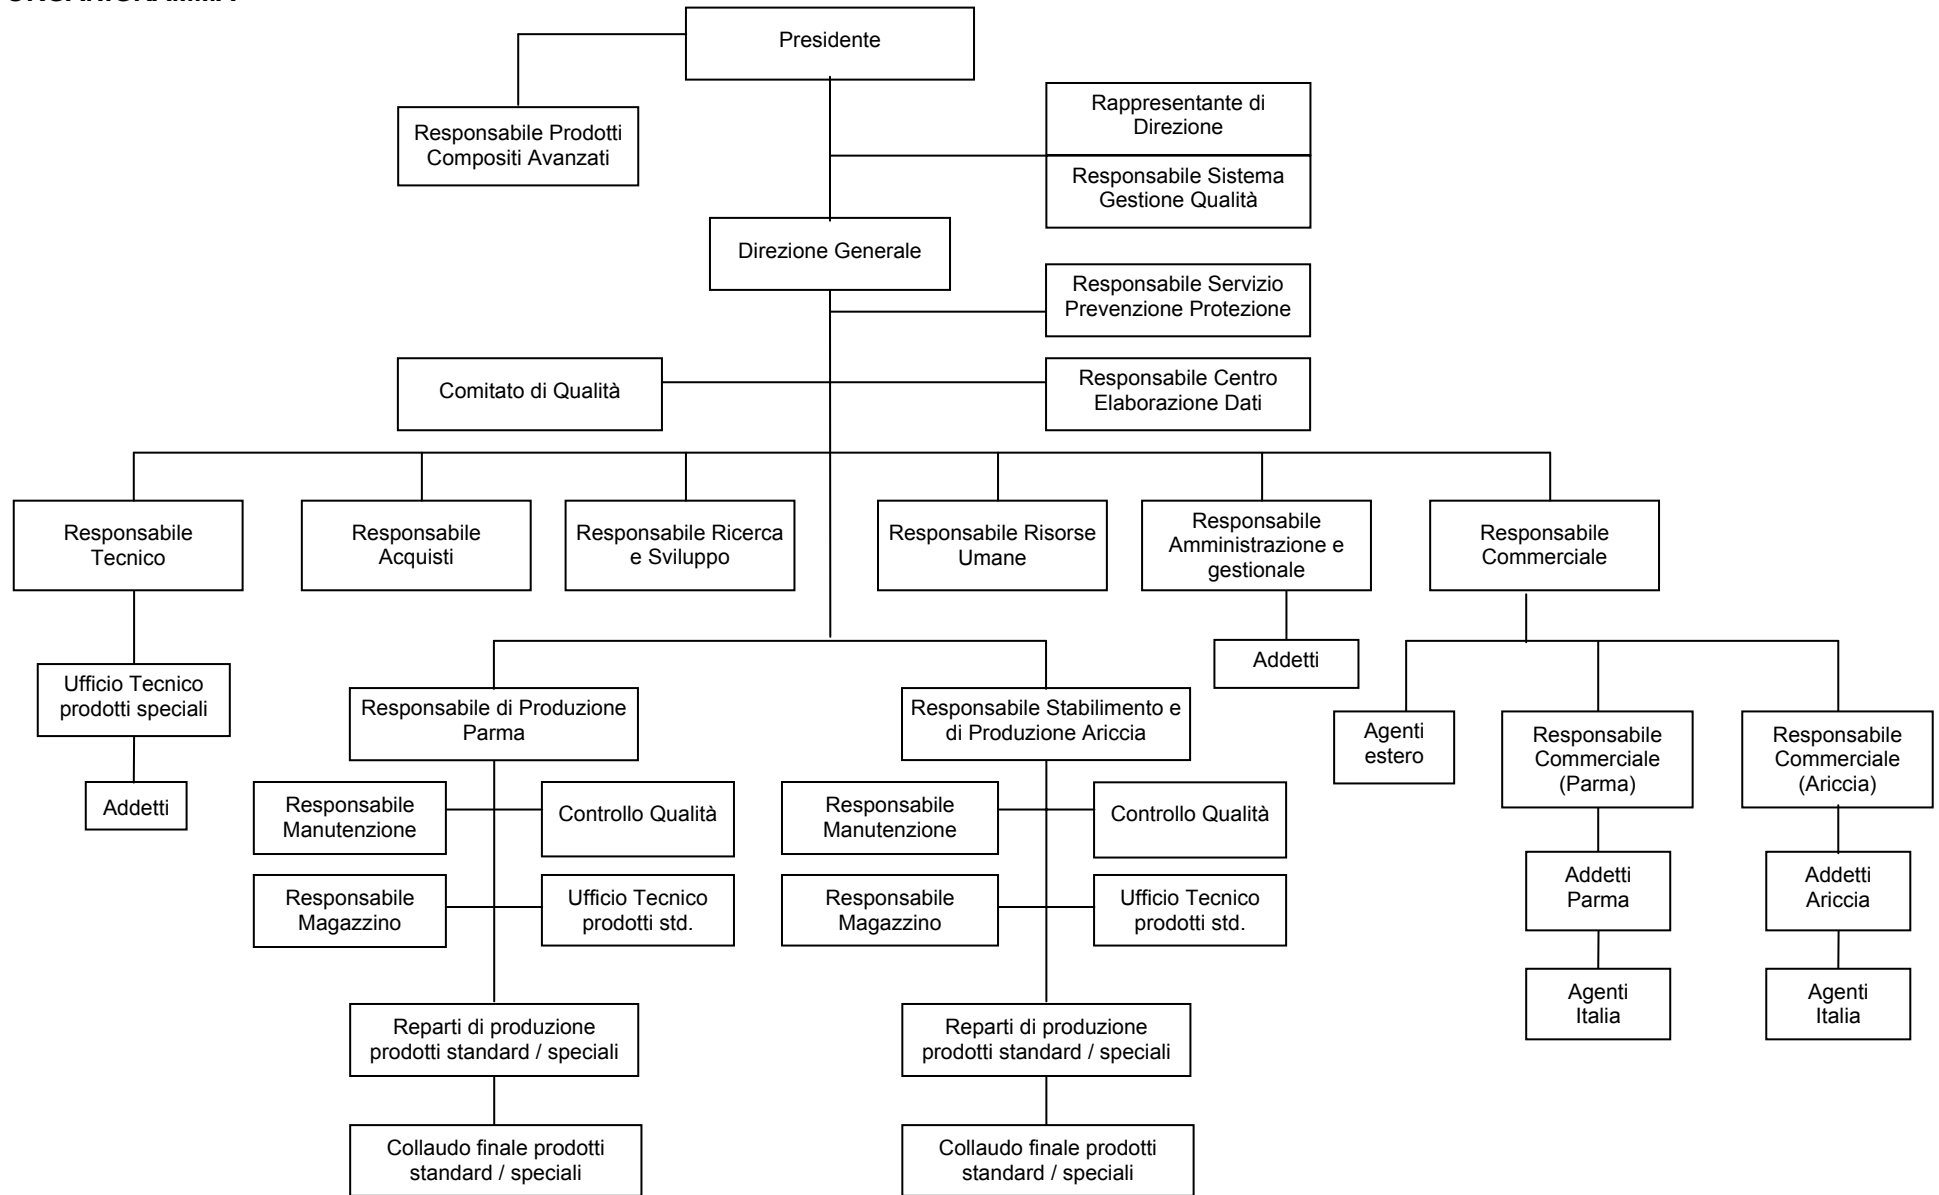 Presidente
Responsabile Prodotti
Compositi Avanzati
Rappresentante di
Direzione
Responsabile Sistema
Gestione Qualità
Direzione Generale
Responsabile Servizio
Prevenzione Protezione
Comitato di Qualità
Responsabile Centro
Elaborazione Dati
Responsabile
Tecnico
Responsabile
Acquisti
Responsabile Ricerca
e Sviluppo
Responsabile Risorse
Umane
Responsabile
Amministrazione e
gestionale
Responsabile
Commerciale
Addetti
Ufficio Tecnico
prodotti speciali
Addetti
Responsabile di Produzione
Parma
Responsabile Stabilimento e
di Produzione Ariccia
Agenti
estero
Responsabile
Commerciale
(Parma)
Responsabile
Commerciale
(Ariccia)
Responsabile
Manutenzione
Controllo Qualità
Responsabile
Manutenzione
Controllo Qualità
Responsabile
Magazzino
Ufficio Tecnico
prodotti std.
Responsabile
Magazzino
Ufficio Tecnico
prodotti std.
Addetti
Parma
Addetti
Ariccia
Agenti
Italia
Agenti
Italia
Reparti di produzione
prodotti standard / speciali
Reparti di produzione
prodotti standard / speciali
Collaudo finale prodotti
standard / speciali
Collaudo finale prodotti
standard / speciali